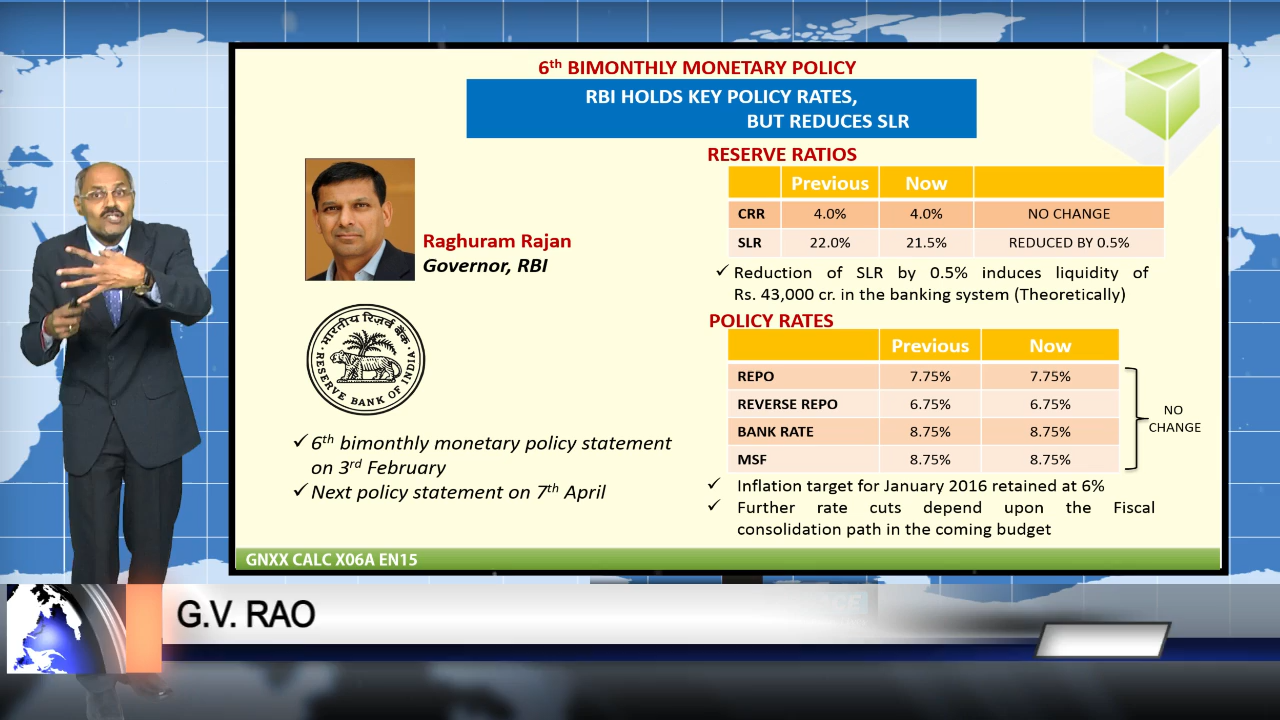 6th BIMONTHLY MONETARY POLICY
RBI HOLDS KEY POLICY RATES,
BUT REDUCES SLR
Raghuram Rajan
Governor, RBI
भारतीय रिज़र्व बैंक
RESERVE BANK OF INDIA
✓ 6th bimonthly monetary policy statement
on 3rd February
✓ Next policy statement on 7th April
RESERVE RATIOS
Previous Now
CRR 4.0% 4.0% NO CHANGE
SLR 22.0% 21.5% REDUCED BY 0.5%
✓ Reduction of SLR by 0.5% induces liquidity of
Rs. 43,000 cr. in the banking system (Theoretically)
POLICY RATES
Previous Now
REPO 7.75% 7.75%
REVERSE REPO 6.75% 6.75%
BANK RATE 8.75% 8.75%
MSF 8.75% 8.75%
NO
CHANGE
✓ Inflation target for January 2016 retained at 6%
✓ Further rate cuts depend upon the Fiscal
consolidation path in the coming budget
GNXX CALC X06A EN15
G.V. RAO